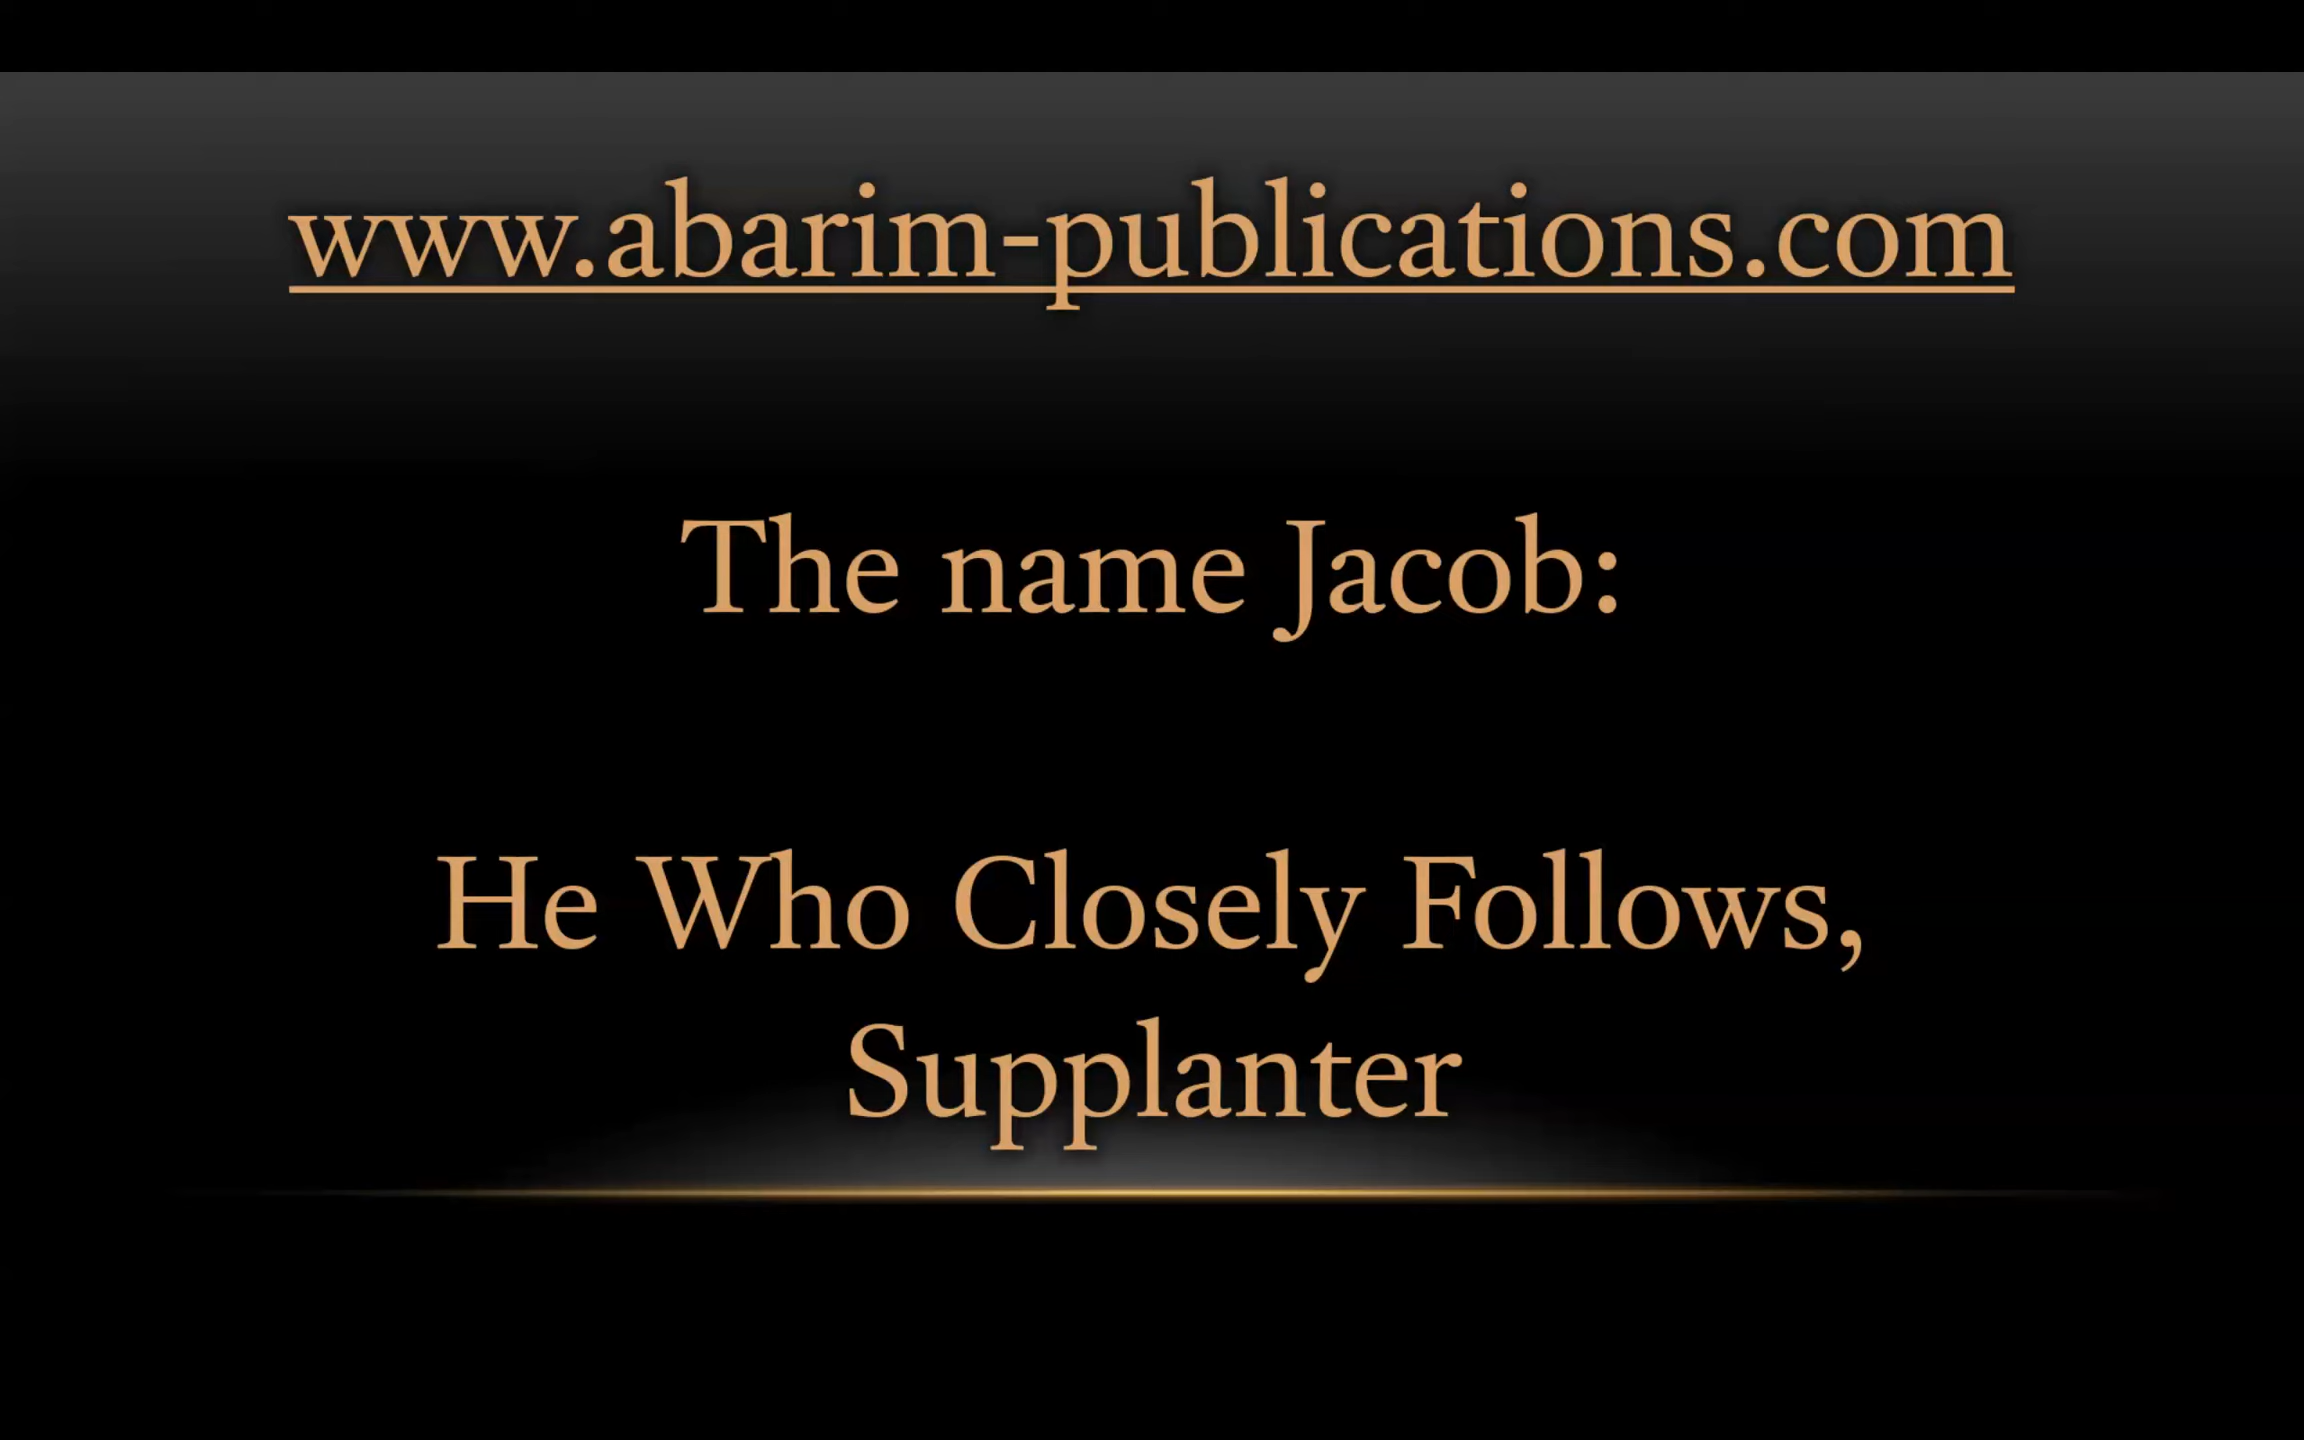 www.abarim-publications.com
The name Jacob:
He Who Closely Follows,
Supplanter